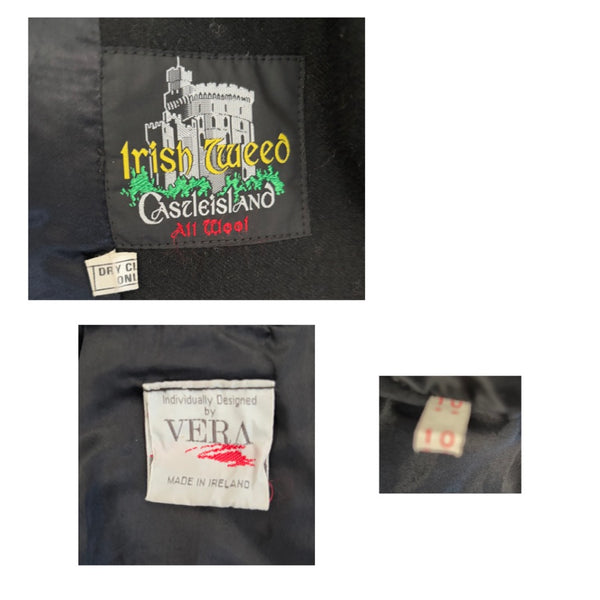 Irish Tweed
Castleisland
All Wool
DRY CL
ONL
Individually Designed
by
VERA
MADE IN IRELAND
10
10